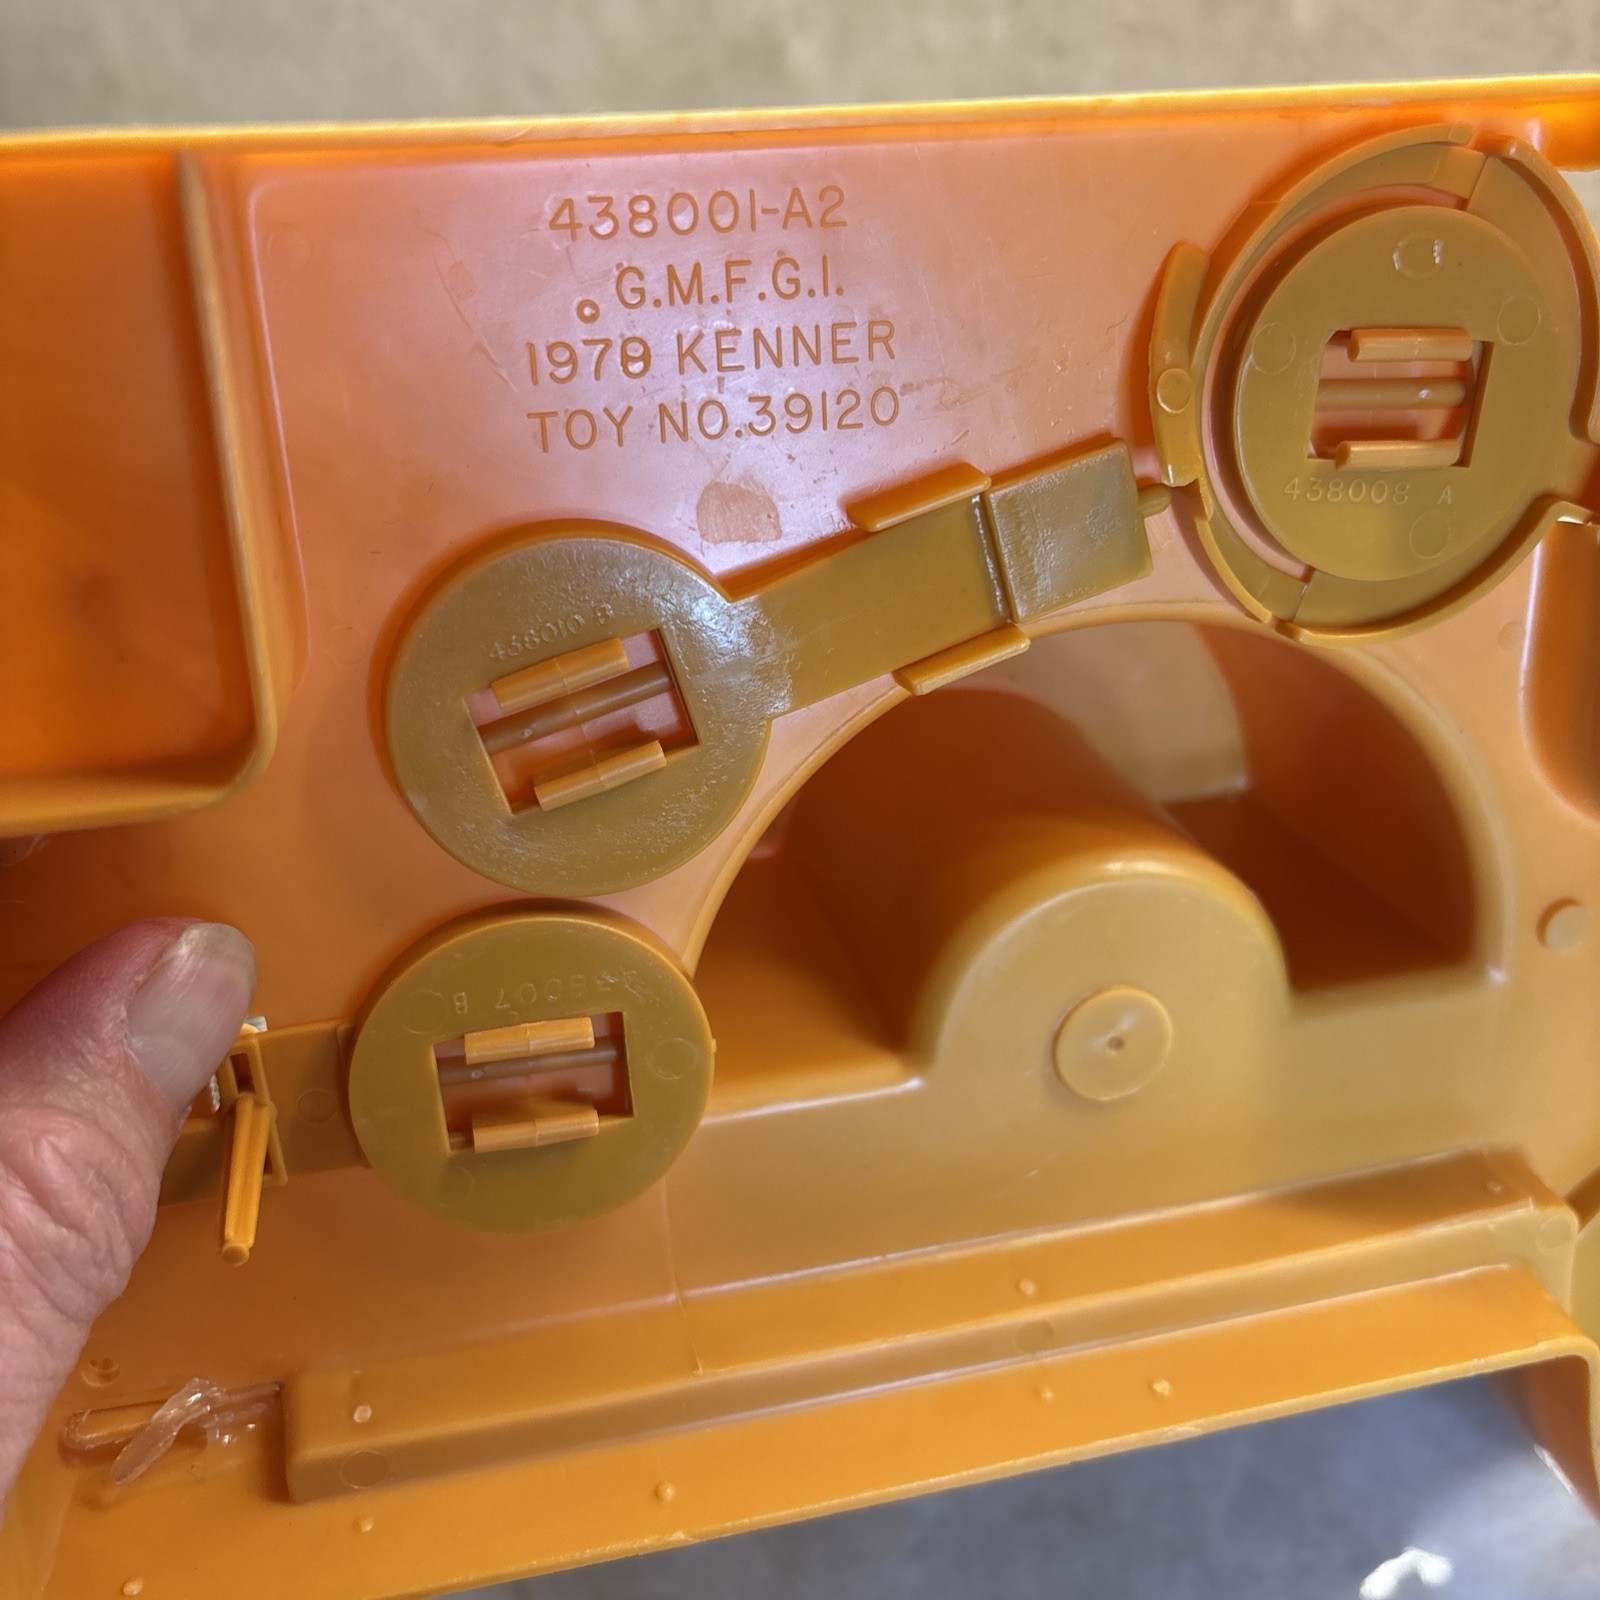 438001-A2
© G.M.F.G.I.
1978 KENNER
TOY NO.39120
438008 A
438010 B
438007 B